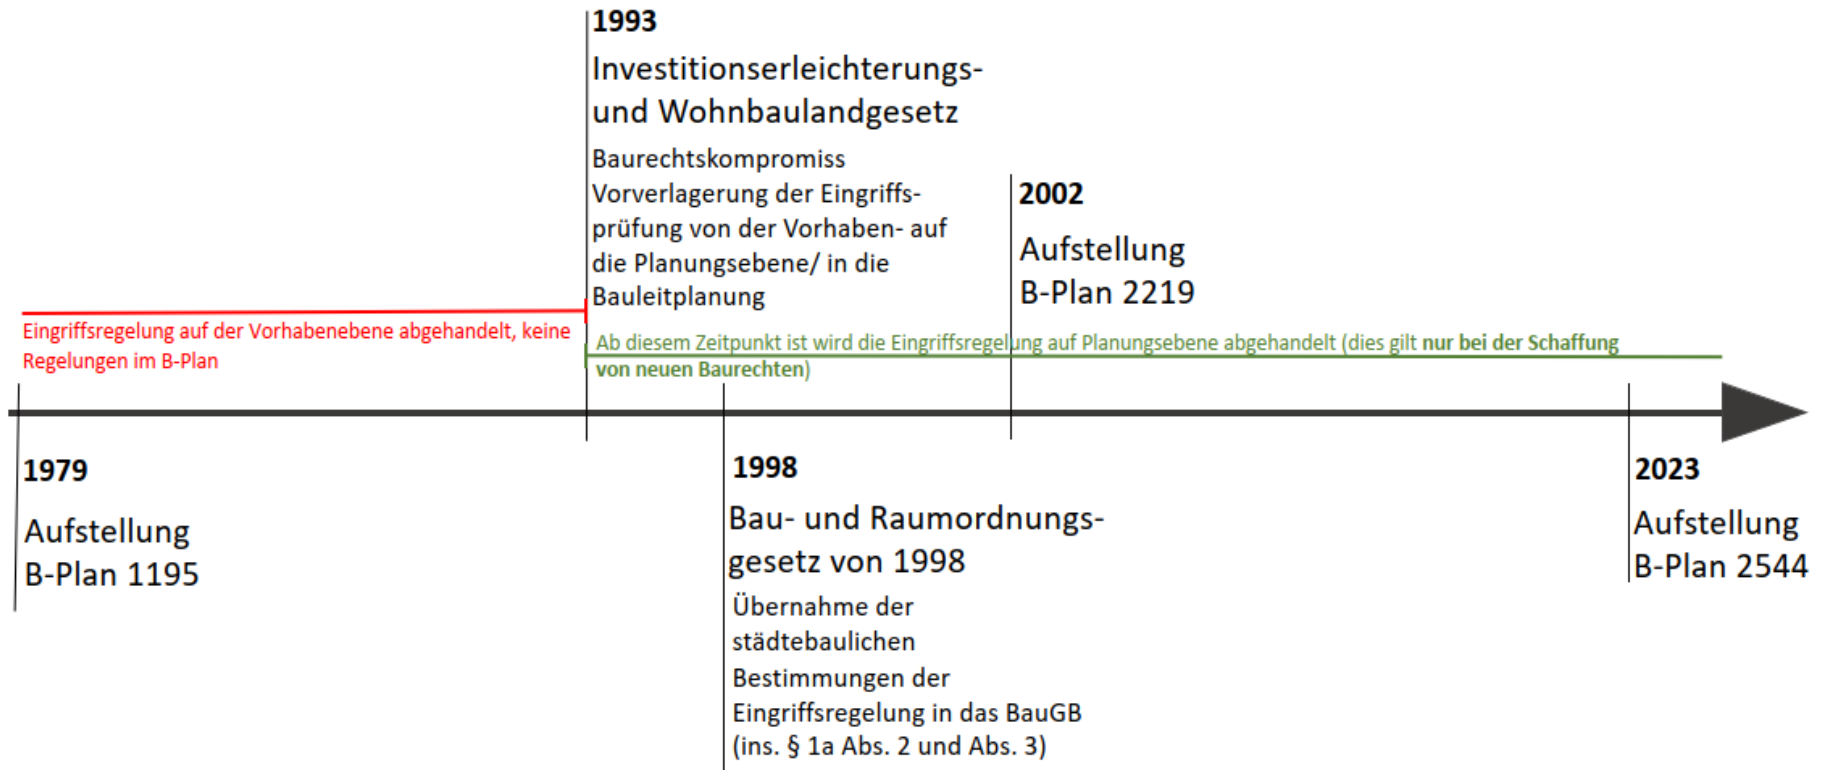 1993
Investitionserleichterungs-
und Wohnbaulandgesetz
Baurechtskompromiss
Vorverlagerung der Eingriffs-
prüfung von der Vorhaben- auf
die Planungsebene/ in die
Bauleitplanung
2002
Aufstellung
B-Plan 2219
Eingriffsregelung auf der Vorhabenebene abgehandelt, keine
Regelungen im B-Plan
Ab diesem Zeitpunkt ist wird die Eingriffsregelung auf Planungsebene abgehandelt (dies gilt nur bei der Schaffung
von neuen Baurechten)
1979
Aufstellung
B-Plan 1195
1998
Bau- und Raumordnungs-
gesetz von 1998
Übernahme der
städtebaulichen
Bestimmungen der
Eingriffsregelung in das BauGB
(ins. § 1a Abs. 2 und Abs. 3)
2023
Aufstellung
B-Plan 2544